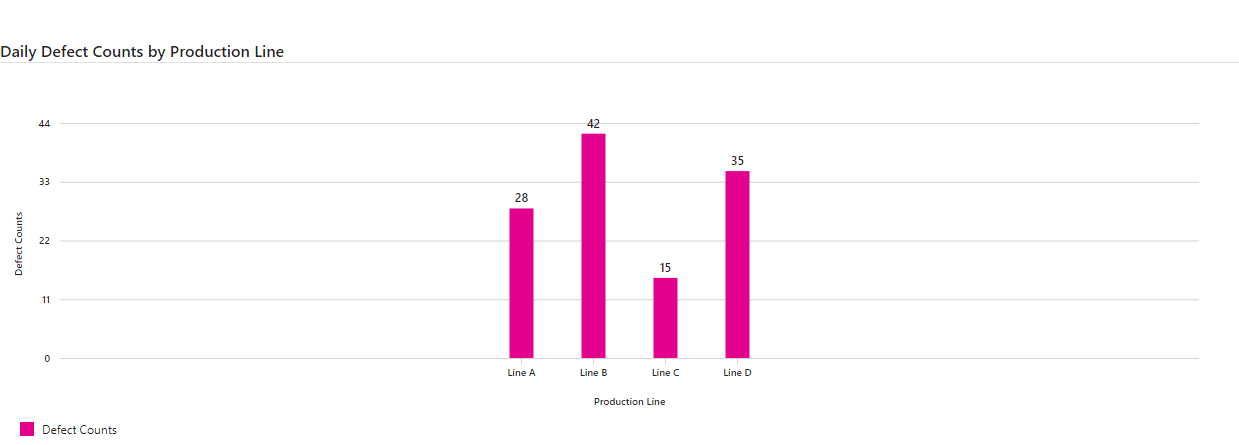 Daily Defect Counts by Production Line
44
33
22
11
0
Defect Counts
28
42
15
35
Line A
Line B
Line C
Line D
Production Line
Defect Counts